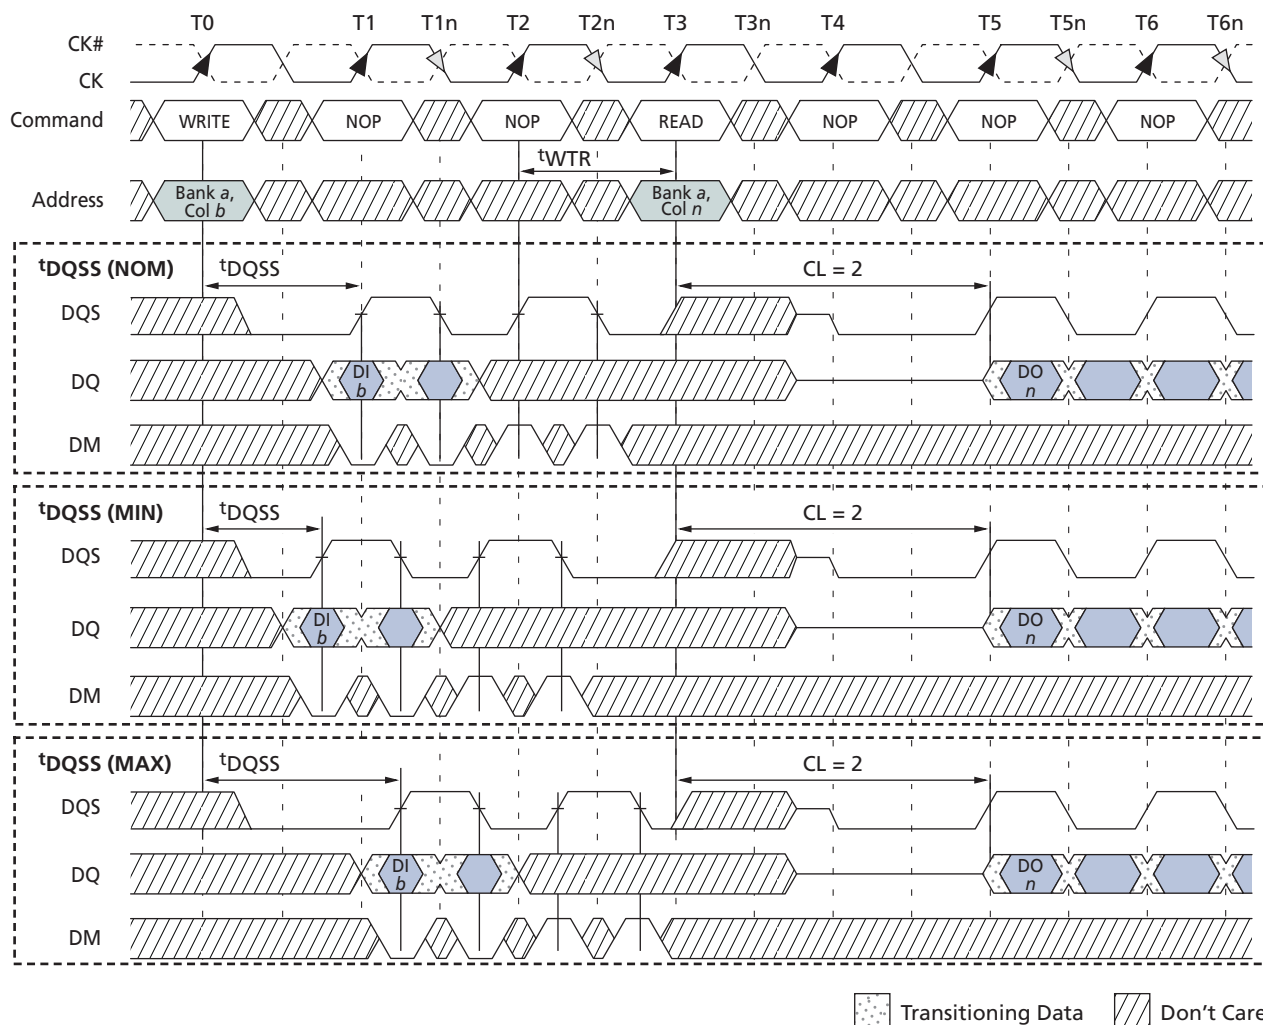 T0 T1 T1n T2 T2n T3 T3n T4 T5 T5n T6 T6n
CK#
CK
Command WRITE NOP NOP READ NOP NOP NOP
tWTR
Address Bank a, Col b Bank a, Col n
tDQSS (NOM) tDQSS CL = 2
DQS
DQ DI b DO n
DM
tDQSS (MIN) tDQSS CL = 2
DQS
DQ DI b DO n
DM
tDQSS (MAX) tDQSS CL = 2
DQS
DQ DI b DO n
DM
Transitioning Data Don't Care